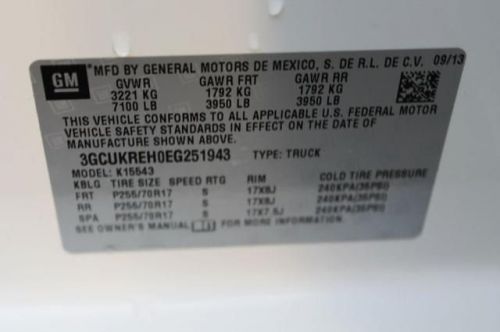 GM
MFD BY GENERAL MOTORS DE MEXICO, S. DE R.L. DE C.V. 09/13
GVWR GAWR FRT GAWR RR
3221 KG 1792 KG 1792 KG
7100 LB 3950 LB 3950 LB
THIS VEHICLE CONFORMS TO ALL APPLICABLE U.S. FEDERAL MOTOR
VEHICLE SAFETY STANDARDS IN EFFECT ON THE DATE OF
MANUFACTURE SHOWN ABOVE.
3GCUKREH0EG251943 TYPE: TRUCK
MODEL: K15543
KBLG TIRE SIZE SPEED RTG RIM
FRT P255/70R17 S 17X8J 240KPA(35PSI)
RR P255/70R17 S 17X8J 240KPA(35PSI)
SPA P255/70R17 S 17X7.5J 240KPA(35PSI)
SEE OWNER'S MANUAL FOR MORE INFORMATION.